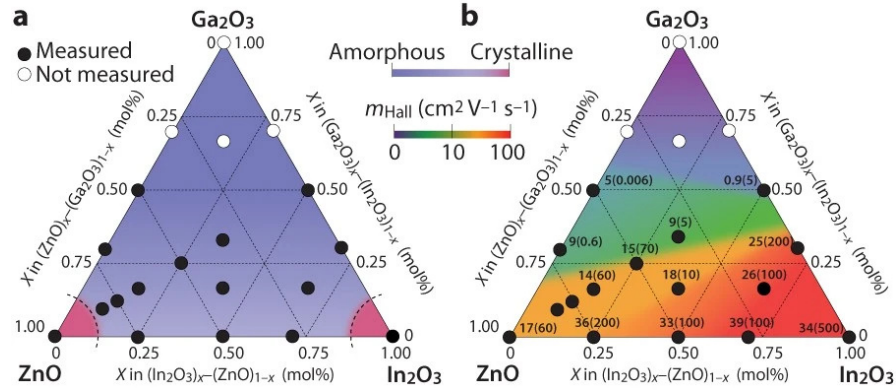 a
Ga2O3
b
Ga2O3
Measured
Not measured
0 1.00
Amorphous Crystalline
0 1.00
mHall (cm2 V–1 s–1)
0 10 100
X in (ZnO)x–(Ga2O3)1–x (mol%)
X in (Ga2O3)x–(In2O3)1–x (mol%)
0.25
0.75
0.50
0.50
0.75
0.25
1.00
0
0 0.25 0.50 0.75 1.00
ZnO
X in (In2O3)x–(ZnO)1–x (mol%)
In2O3
X in (ZnO)x–(Ga2O3)1–x (mol%)
X in (Ga2O3)x–(In2O3)1–x (mol%)
0.25
0.75
0.50
5(0.006)
0.9(5)
0.50
9(0.6)
9(5)
25(200)
0.75
15(70)
0.25
14(60)
18(10)
26(100)
1.00
17(60)
36(200)
33(100)
39(100)
34(500)
0
0 0.25 0.50 0.75 1.00
ZnO
X in (In2O3)x–(ZnO)1–x (mol%)
In2O3